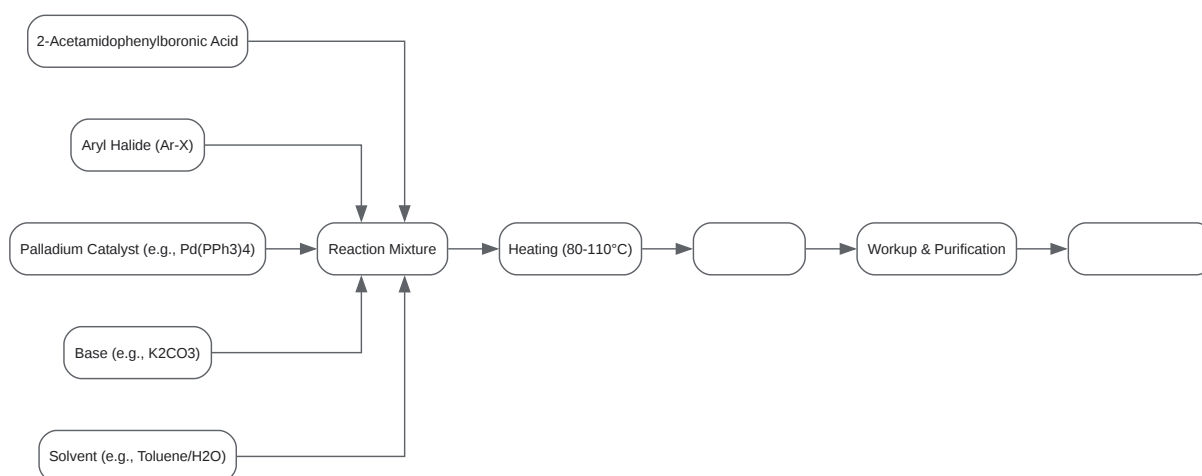 2-Acetamidophenylboronic Acid
Aryl Halide (Ar-X)
Palladium Catalyst (e.g., Pd(PPh3)4)
Reaction Mixture
Heating (80-110°C)
Workup & Purification
Base (e.g., K2CO3)
Solvent (e.g., Toluene/H2O)